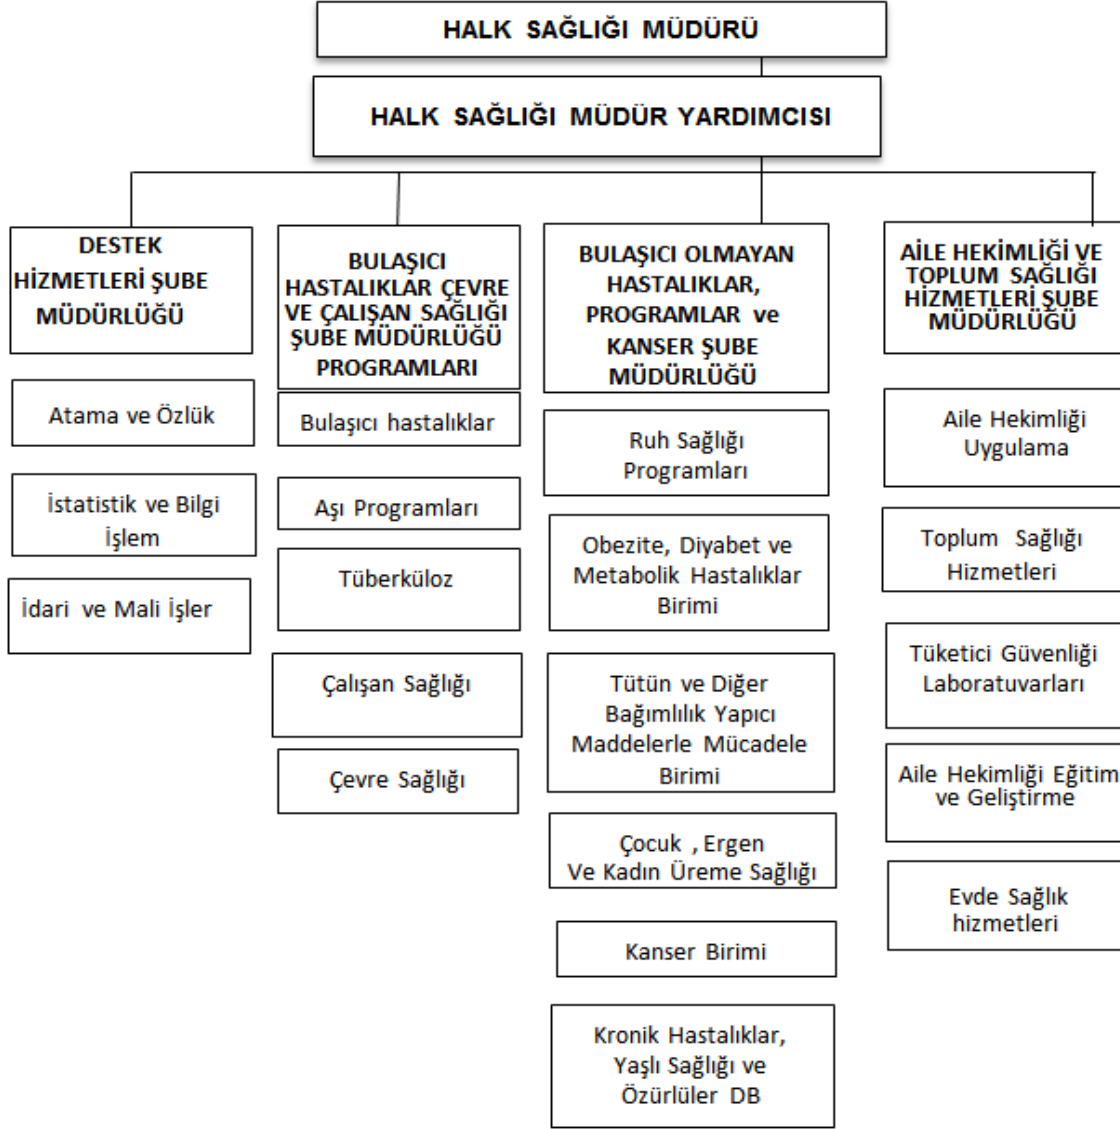 HALK SAĞLIĞI MÜDÜRÜ
HALK SAĞLIĞI MÜDÜR YARDIMCISI
DESTEK
HİZMETLERİ ŞUBE
MÜDÜRLÜĞÜ
Atama ve Özlük
İstatistik ve Bilgi
İşlem
İdari ve Mali İşler
BULAŞICI
HASTALIKLAR ÇEVRE
VE ÇALIŞAN SAĞLIĞI
ŞUBE MÜDÜRLÜĞÜ
PROGRAMLARI
Bulaşıcı hastalıklar
Aşı Programları
Tüberküloz
Çalışan Sağlığı
Çevre Sağlığı
BULAŞICI OLMAYAN
HASTALIKLAR,
PROGRAMLAR ve
KANSER ŞUBE
MÜDÜRLÜĞÜ
Ruh Sağlığı
Programları
Obezite, Diyabet ve
Metabolik Hastalıklar
Birimi
Tütün ve Diğer
Bağımlılık Yapıcı
Maddelerle Mücadele
Birimi
Çocuk , Ergen
Ve Kadın Üreme Sağlığı
Kanser Birimi
Kronik Hastalıklar,
Yaşlı Sağlığı ve
Özürlüler DB
AİLE HEKİMLİĞİ VE
TOPLUM SAĞLIĞI
HİZMETLERİ ŞUBE
MÜDÜRLÜĞÜ
Aile Hekimliği
Uygulama
Toplum Sağlığı
Hizmetleri
Tüketici Güvenliği
Laboratuvarları
Aile Hekimliği Eğitim
ve Geliştirme
Evde Sağlık
hizmetleri